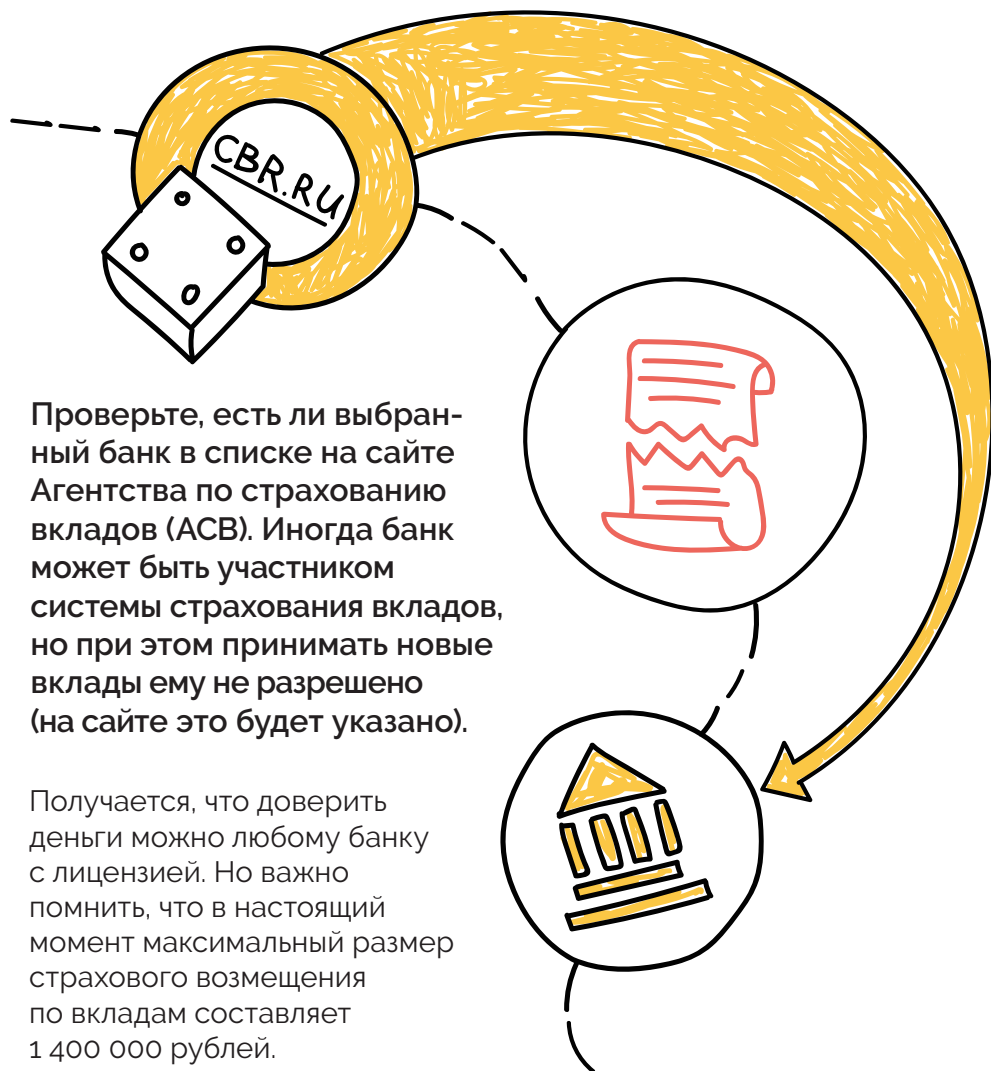 CBR.RU
Проверьте, есть ли выбран-
ный банк в списке на сайте
Агентства по страхованию
вкладов (АСВ). Иногда банк
может быть участником
системы страхования вкладов,
но при этом принимать новые
вклады ему не разрешено
(на сайте это будет указано).
Получается, что доверить
деньги можно любому банку
с лицензией. Но важно
помнить, что в настоящий
момент максимальный размер
страхового возмещения
по вкладам составляет
1 400 000 рублей.